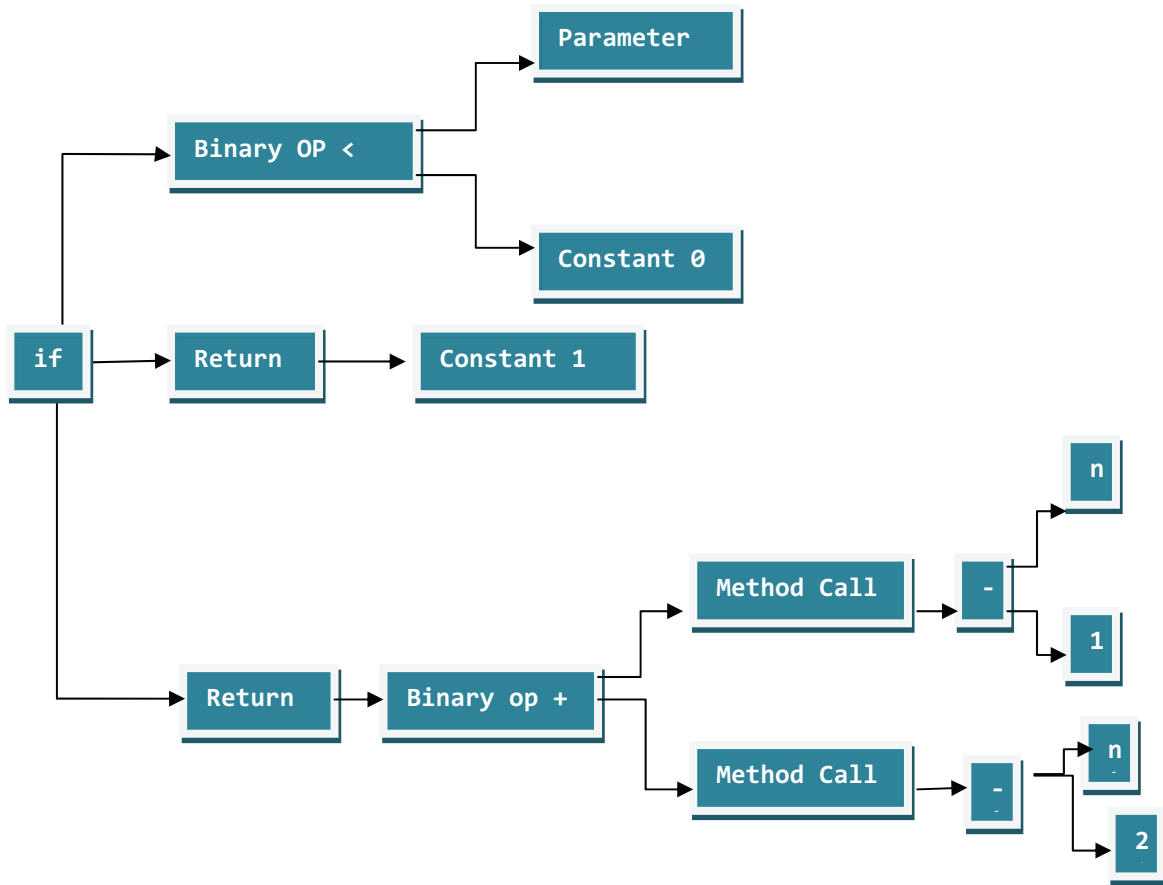 Parameter
Binary OP <
Constant 0
if
Return
Constant 1
n
Method Call
-
1
Return
Binary op +
n
Method Call
-
2